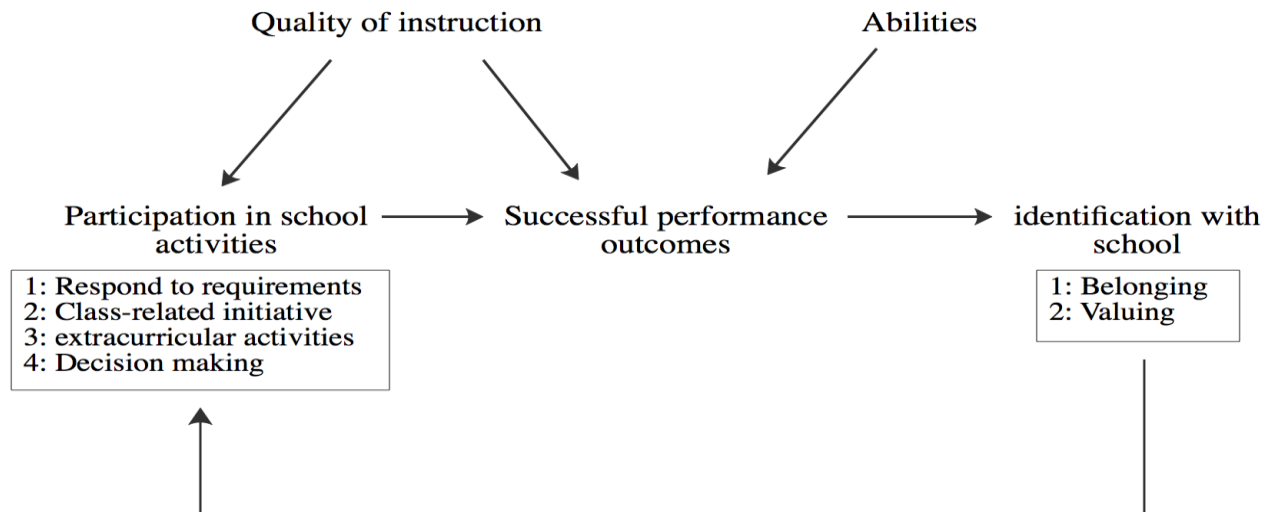 Quality of instruction
Abilities
Participation in school
activities
Successful performance
outcomes
identification with
school
1: Respond to requirements
2: Class-related initiative
3: extracurricular activities
4: Decision making
1: Belonging
2: Valuing